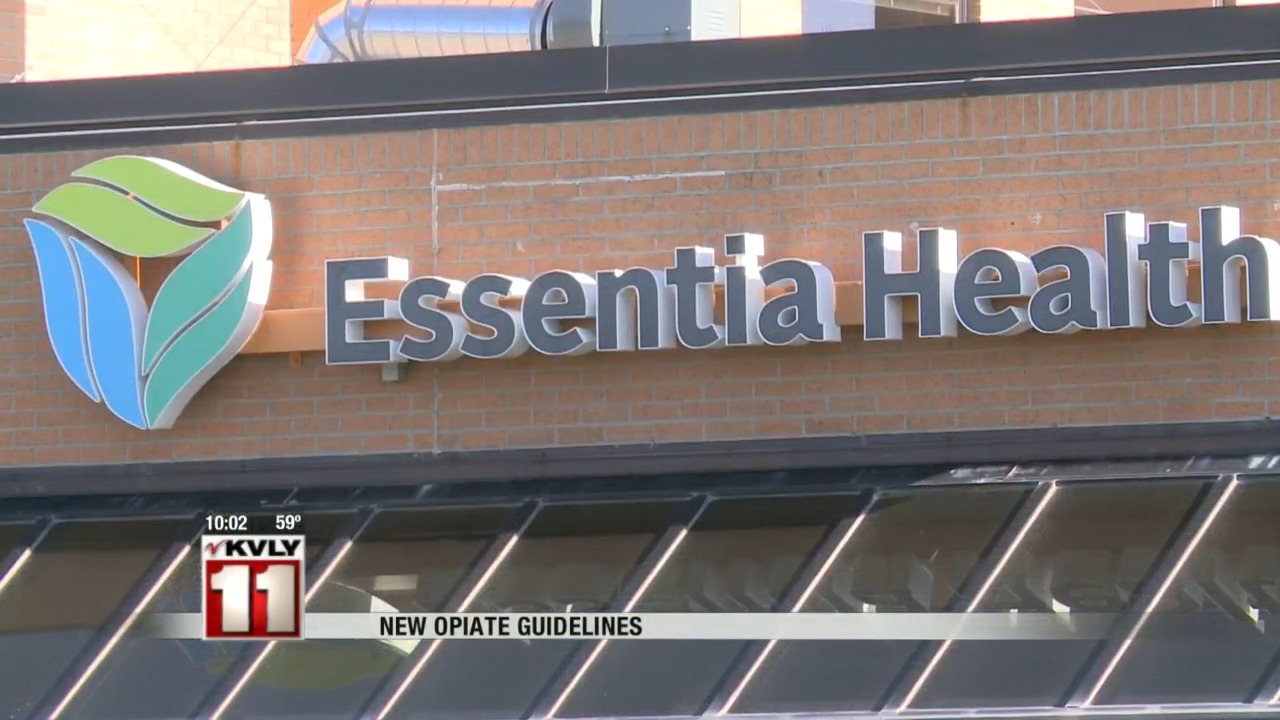 Essentia Health
10:02 59°
KVLY
11
NEW OPIATE GUIDELINES